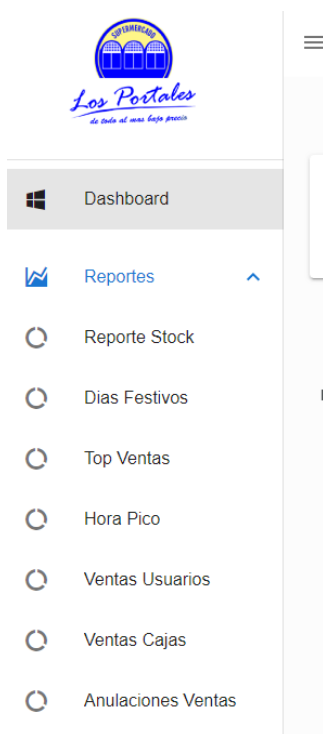 SUPERMERCADO
Los Portales
de todo al mas bajo precio
Dashboard
Reportes
Reporte Stock
Dias Festivos
Top Ventas
Hora Pico
Ventas Usuarios
Ventas Cajas
Anulaciones Ventas